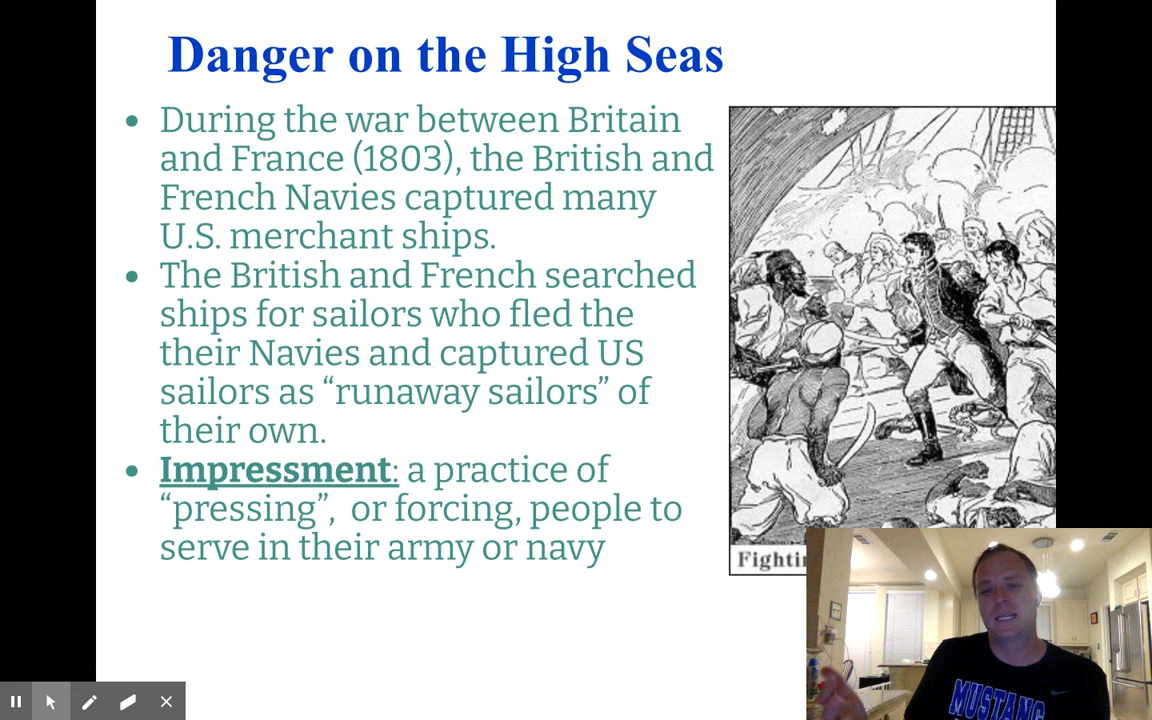 Danger on the High Seas
• During the war between Britain
and France (1803), the British and
French Navies captured many
U.S. merchant ships.
• The British and French searched
ships for sailors who fled the
their Navies and captured US
sailors as “runaway sailors” of
their own.
• Impressment: a practice of
“pressing”,  or forcing, people to
serve in their army or navy
MUSTANG